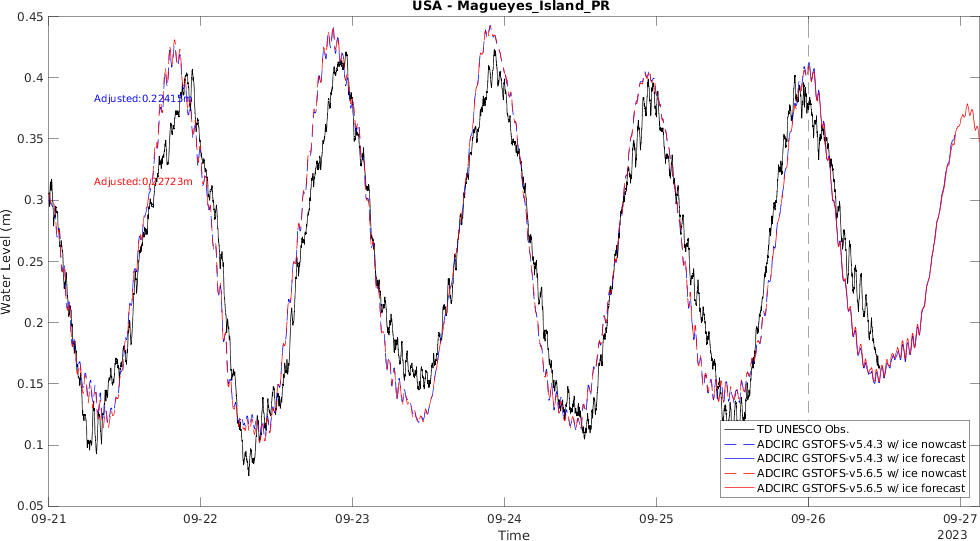 USA - Magueyes_Island_PR
0.45
0.4
0.35
0.3
0.25
0.2
0.15
0.1
0.05
Water Level (m)
Adjusted:0.22415m
Adjusted:0.22723m
TD UNESCO Obs.
ADCIRC GSTOFS-v5.4.3 w/ ice nowcast
ADCIRC GSTOFS-v5.4.3 w/ ice forecast
ADCIRC GSTOFS-v5.6.5 w/ ice nowcast
ADCIRC GSTOFS-v5.6.5 w/ ice forecast
09-21 09-22 09-23 09-24 09-25 09-26 09-27
Time
2023